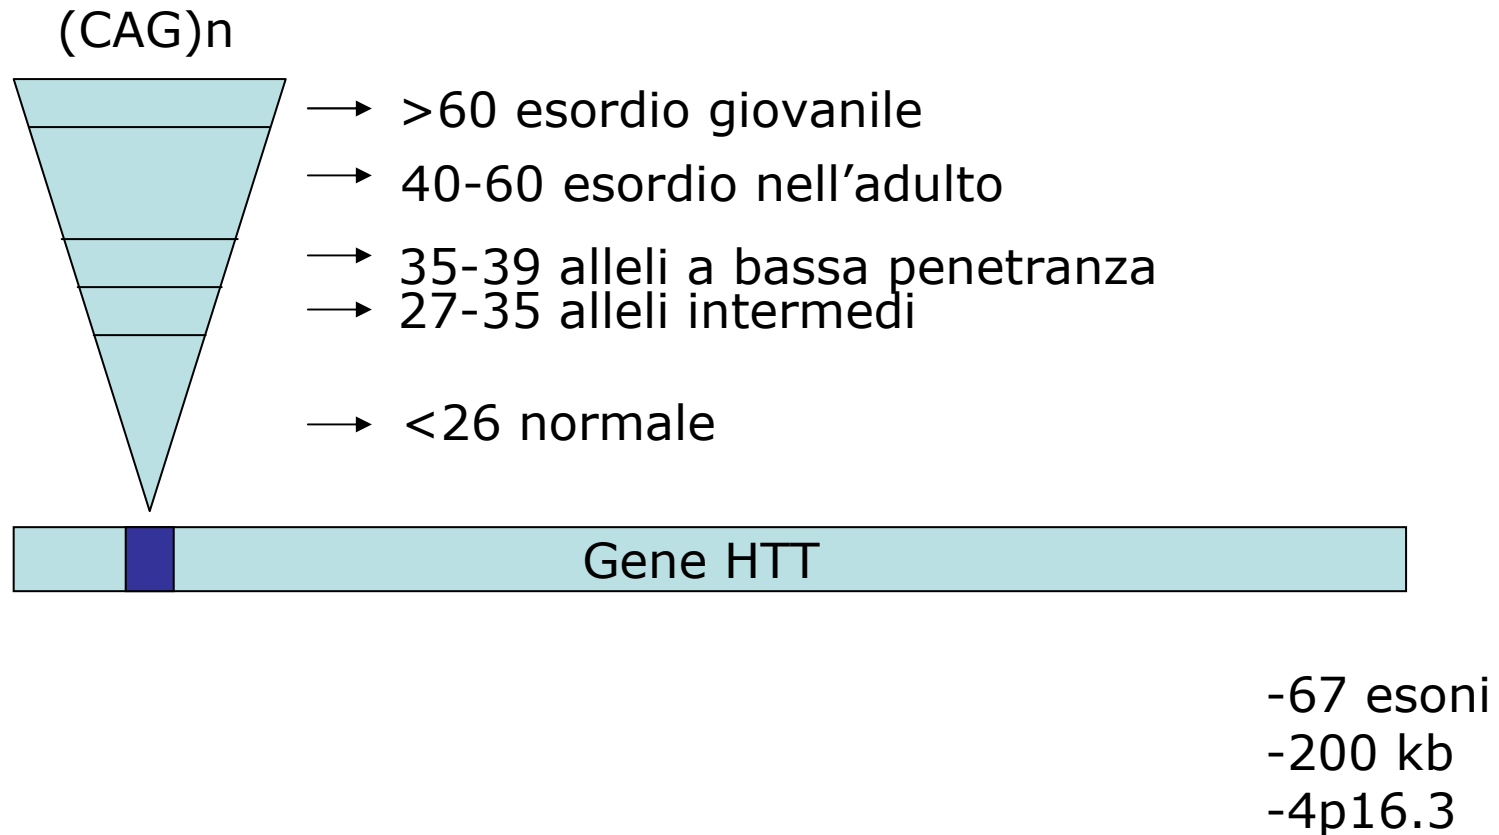 (CAG)n
>60 esordio giovanile
40-60 esordio nell’adulto
35-39 alleli a bassa penetranza
27-35 alleli intermedi
<26 normale
Gene HTT
-67 esoni
-200 kb
-4p16.3